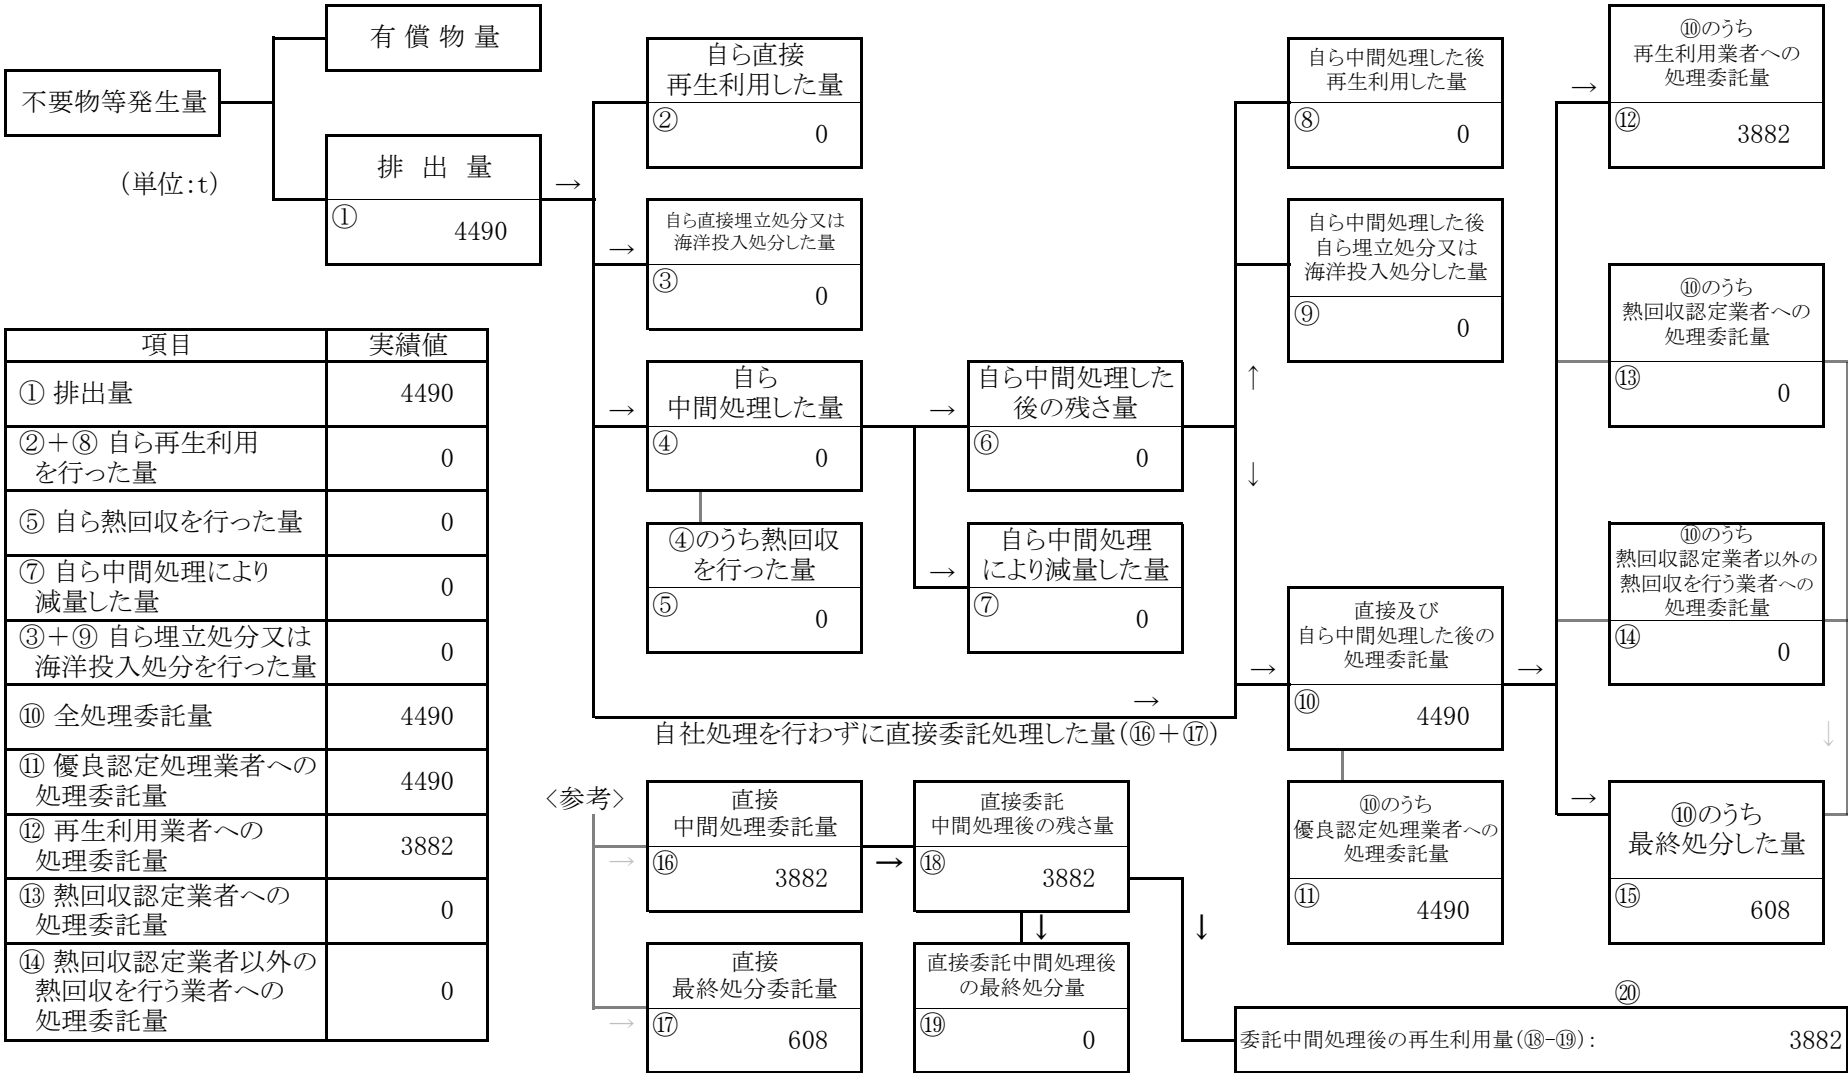 不要物等発生量
(単位:t)
有 償 物 量
排 出 量
→
①
4490
自ら直接
再生利用した量
②
0
→
自ら直接埋立処分又は
海洋投入処分した量
③
0
→
自ら
中間処理した量
④
0
④のうち熱回収
を行った量
⑤
0
→
自ら中間処理した
後の残さ量
⑥
0
→
自ら中間処理
により減量した量
⑦
0
↑
↓
自ら中間処理した後
再生利用した量
⑧
0
自ら中間処理した後
自ら埋立処分又は
海洋投入処分した量
⑨
0
→
自社処理を行わずに直接委託処理した量(⑯+⑰)
→
直接及び
自ら中間処理した後の
処理委託量
⑩
4490
→
⑩のうち
優良認定処理業者への
処理委託量
⑪
4490
→
⑩のうち
再生利用業者への
処理委託量
⑫
3882
⑩のうち
熱回収認定業者への
処理委託量
⑬
0
⑩のうち
熱回収認定業者以外の
熱回収を行う業者への
処理委託量
⑭
0
↓
→
⑩のうち
最終処分した量
⑮
608
項目 実績値
① 排出量 4490
②+⑧ 自ら再生利用
を行った量 0
⑤ 自ら熱回収を行った量 0
⑦ 自ら中間処理により
減量した量 0
③+⑨ 自ら埋立処分又は
海洋投入処分を行った量 0
⑩ 全処理委託量 4490
⑪ 優良認定処理業者への
処理委託量 4490
⑫ 再生利用業者への
処理委託量 3882
⑬ 熱回収認定業者への
処理委託量 0
⑭ 熱回収認定業者以外の
熱回収を行う業者への
処理委託量 0
<参考>
→
直接
中間処理委託量
⑯
3882
→
直接
最終処分委託量
⑰
608
→
直接委託
中間処理後の残さ量
⑱
3882
↓
直接委託中間処理後
の最終処分量
⑲
0
↓
⑳
委託中間処理後の再生利用量(⑱-⑲): 3882